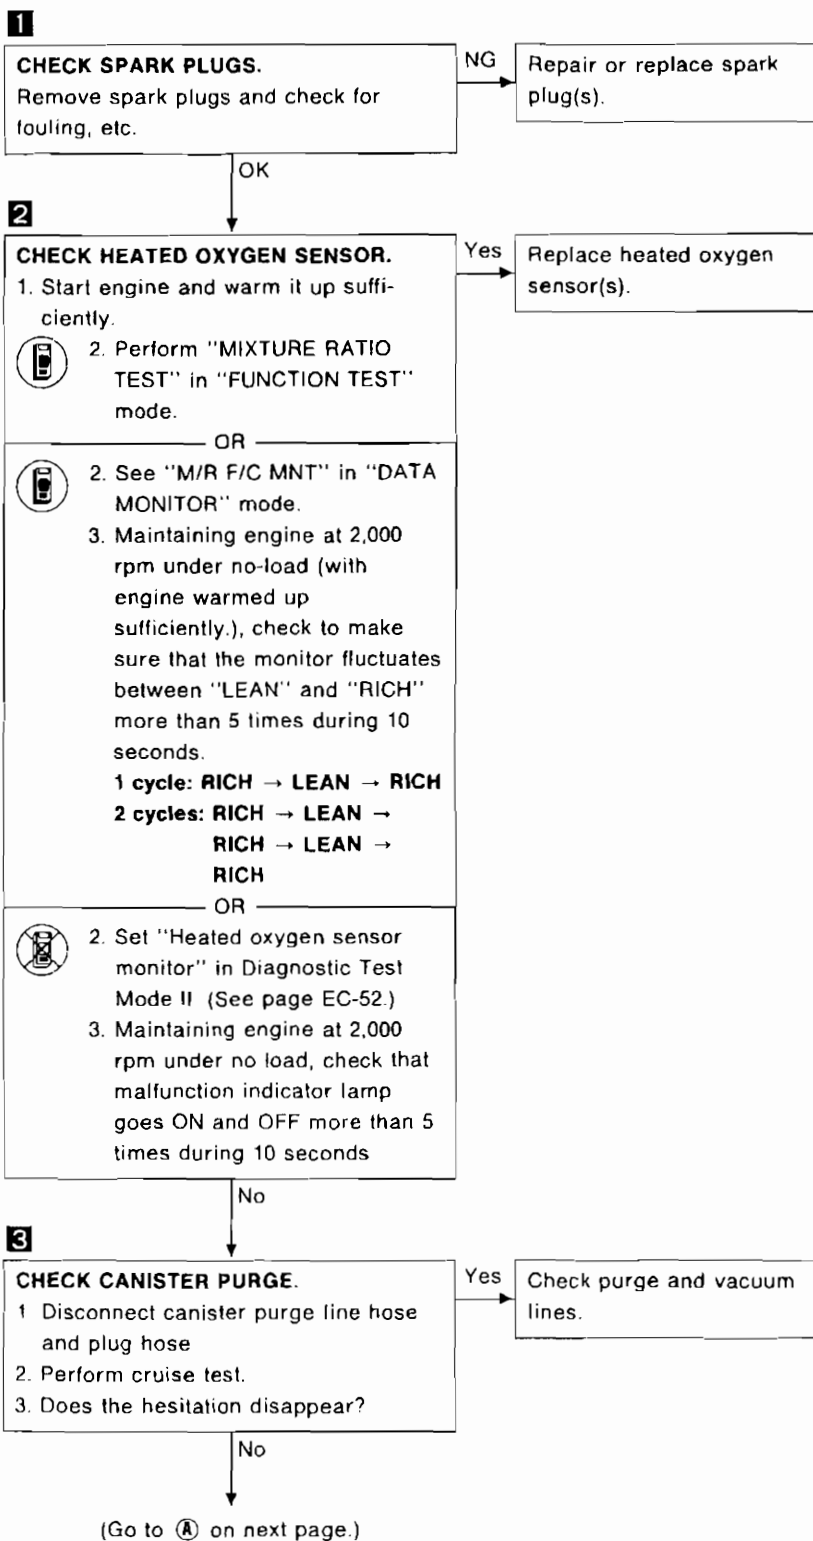 1
CHECK SPARK PLUGS.
Remove spark plugs and check for
fouling, etc.
NG
Repair or replace spark
plug(s).
OK
2
CHECK HEATED OXYGEN SENSOR.
1. Start engine and warm it up suffi-
ciently.
2. Perform "MIXTURE RATIO
TEST" in "FUNCTION TEST"
mode.
Yes
Replace heated oxygen
sensor(s).
OR
2. See "M/R F/C MNT" in "DATA
MONITOR" mode.
3. Maintaining engine at 2,000
rpm under no-load (with
engine warmed up
sufficiently.), check to make
sure that the monitor fluctuates
between "LEAN" and "RICH"
more than 5 times during 10
seconds.
1 cycle: RICH → LEAN → RICH
2 cycles: RICH → LEAN →
RICH → LEAN →
RICH
OR
2. Set "Heated oxygen sensor
monitor" in Diagnostic Test
Mode II (See page EC-52.)
3. Maintaining engine at 2,000
rpm under no load, check that
malfunction indicator lamp
goes ON and OFF more than 5
times during 10 seconds
No
3
CHECK CANISTER PURGE.
1 Disconnect canister purge line hose
and plug hose
2. Perform cruise test.
3. Does the hesitation disappear?
Yes
Check purge and vacuum
lines.
No
(Go to Ⓐ on next page.)